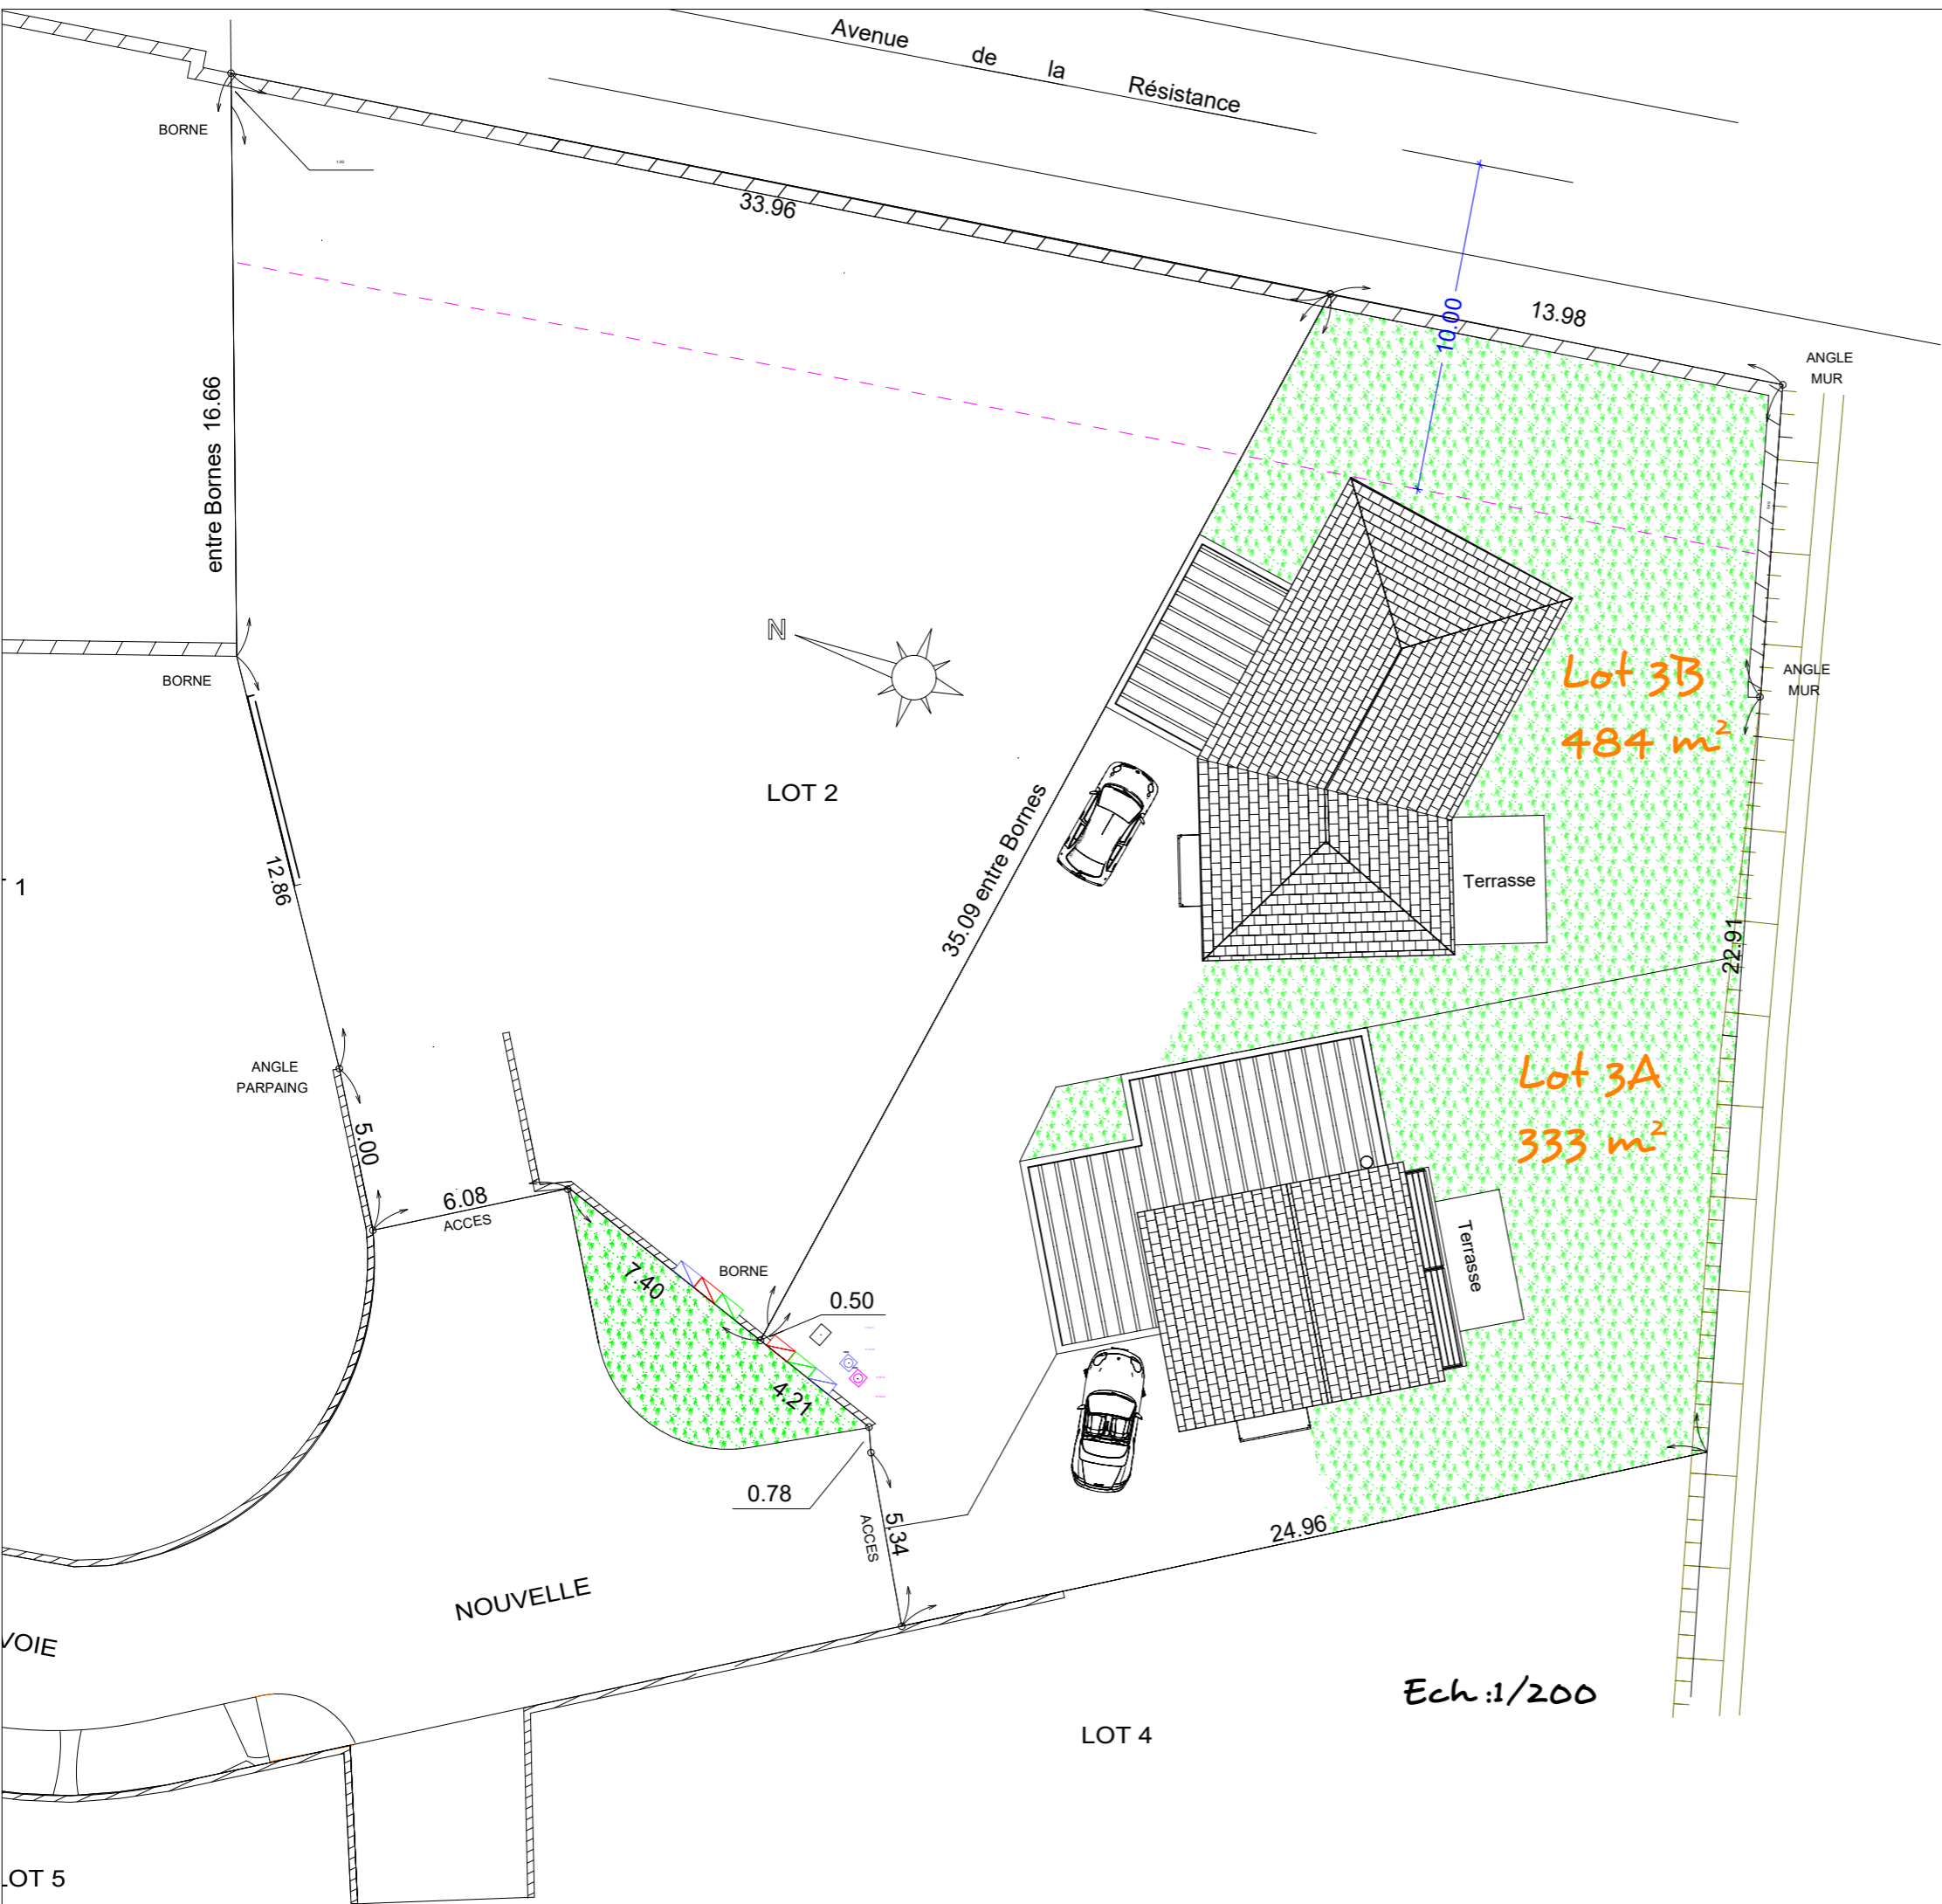 Avenue de la Résistance
BORNE
33.96
10.00
13.98
ANGLE
MUR
entre Bornes 16.66
N
BORNE
Lot 3B
484 m²
ANGLE
MUR
LOT 2
35.09 entre Bornes
12.86
1
Terrasse
22.91
ANGLE
PARPAING
5.00
Lot 3A
333 m²
6.08
ACCES
7.40
BORNE
0.50
Terrasse
4.21
0.78
5.34
ACCES
24.96
NOUVELLE
VOIE
Ech :1/200
LOT 4
LOT 5